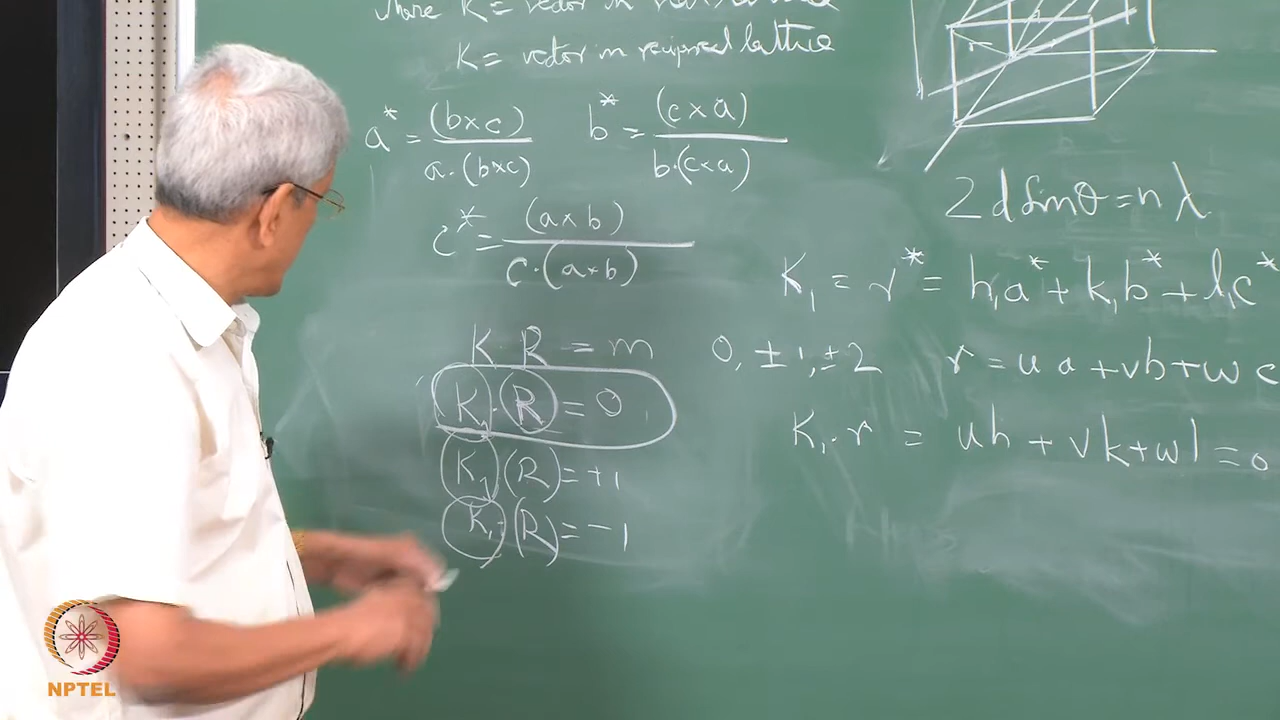 K = vector in reciprocal lattice
a* = (b×c) / a·(b×c) b* = (c×a) / b·(c×a)
c* = (a×b) / c·(a×b)
2d Sinθ = nλ
K₁ = r* = h₁a* + k₁b* + l₁c*
K·R = m 0, ±1, ±2 r = ua + vb + wc
K₁·(R) = 0
K₁·r = uh + vk + wl = 0
K₁·(R) = +1
K₁·(R) = -1
NPTEL